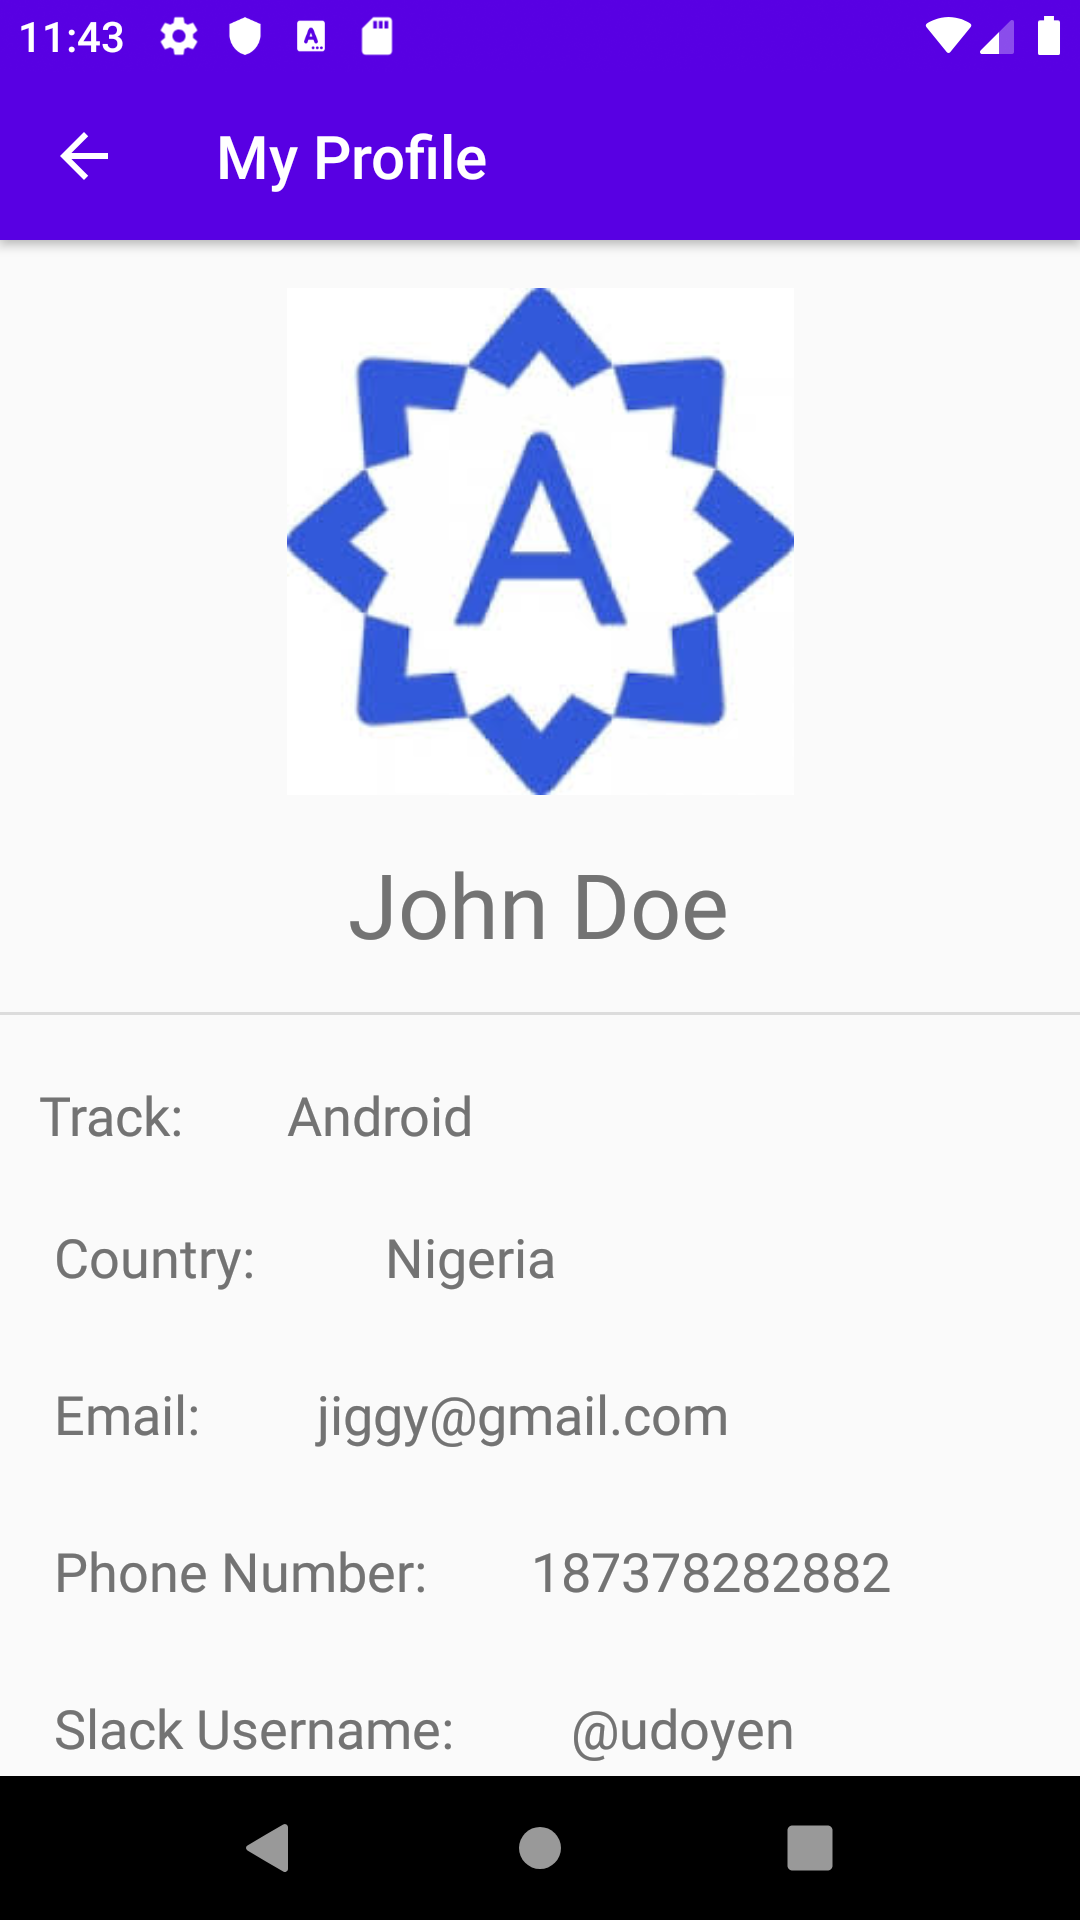 11:43
My Profile
A
John Doe
Track: Android
Country: Nigeria
Email: jiggy@gmail.com
Phone Number: 187378282882
Slack Username: @udoyen